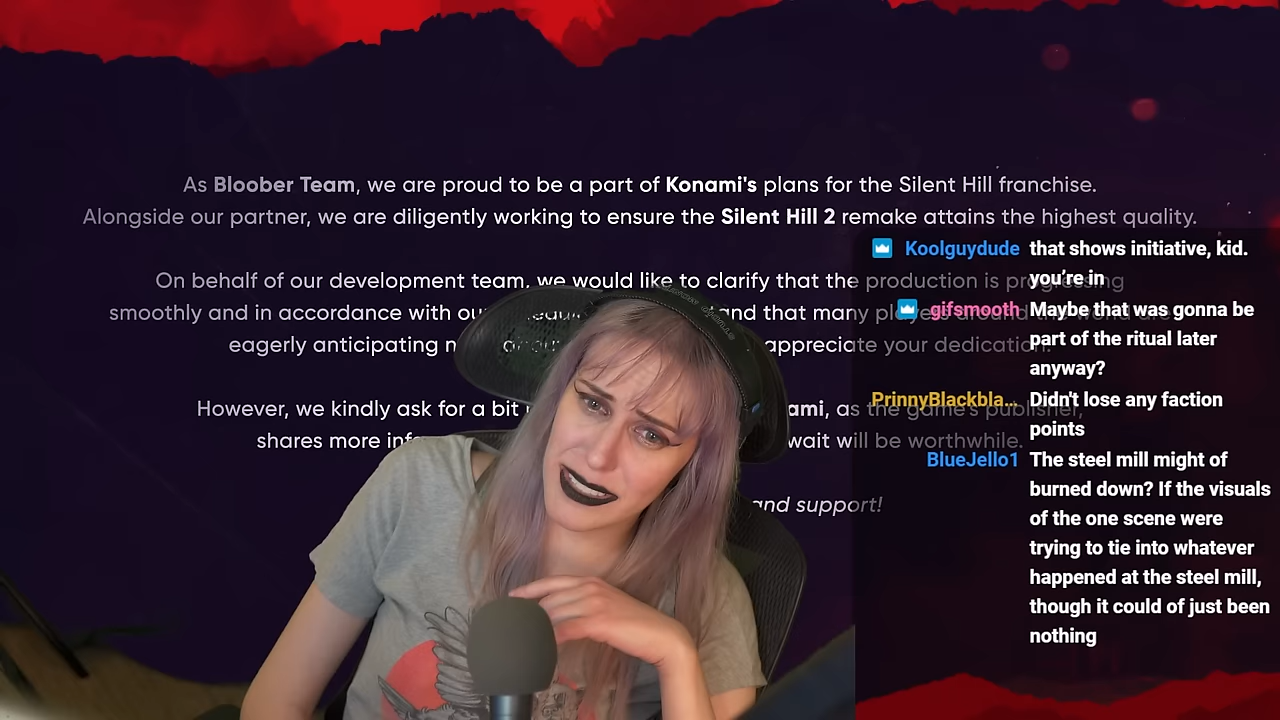 As Bloober Team, we are proud to be a part of Konami's plans for the Silent Hill franchise.
Alongside our partner, we are diligently working to ensure the Silent Hill 2 remake attains the highest quality.
On behalf of our development team, we would like to clarify that the production is progressing
smoothly and in accordance with our and that many players around the world are
eagerly anticipating appreciate your dedication.
However, we kindly ask for a bit as the game's publisher,
shares more wait will be worthwhile.
and support!
Koolguydude that shows initiative, kid.
you're in
gifsmooth Maybe that was gonna be
part of the ritual later
anyway?
PrinnyBlackbla... Didn't lose any faction
points
BlueJello1 The steel mill might of
burned down? If the visuals
of the one scene were
trying to tie into whatever
happened at the steel mill,
though it could of just been
nothing